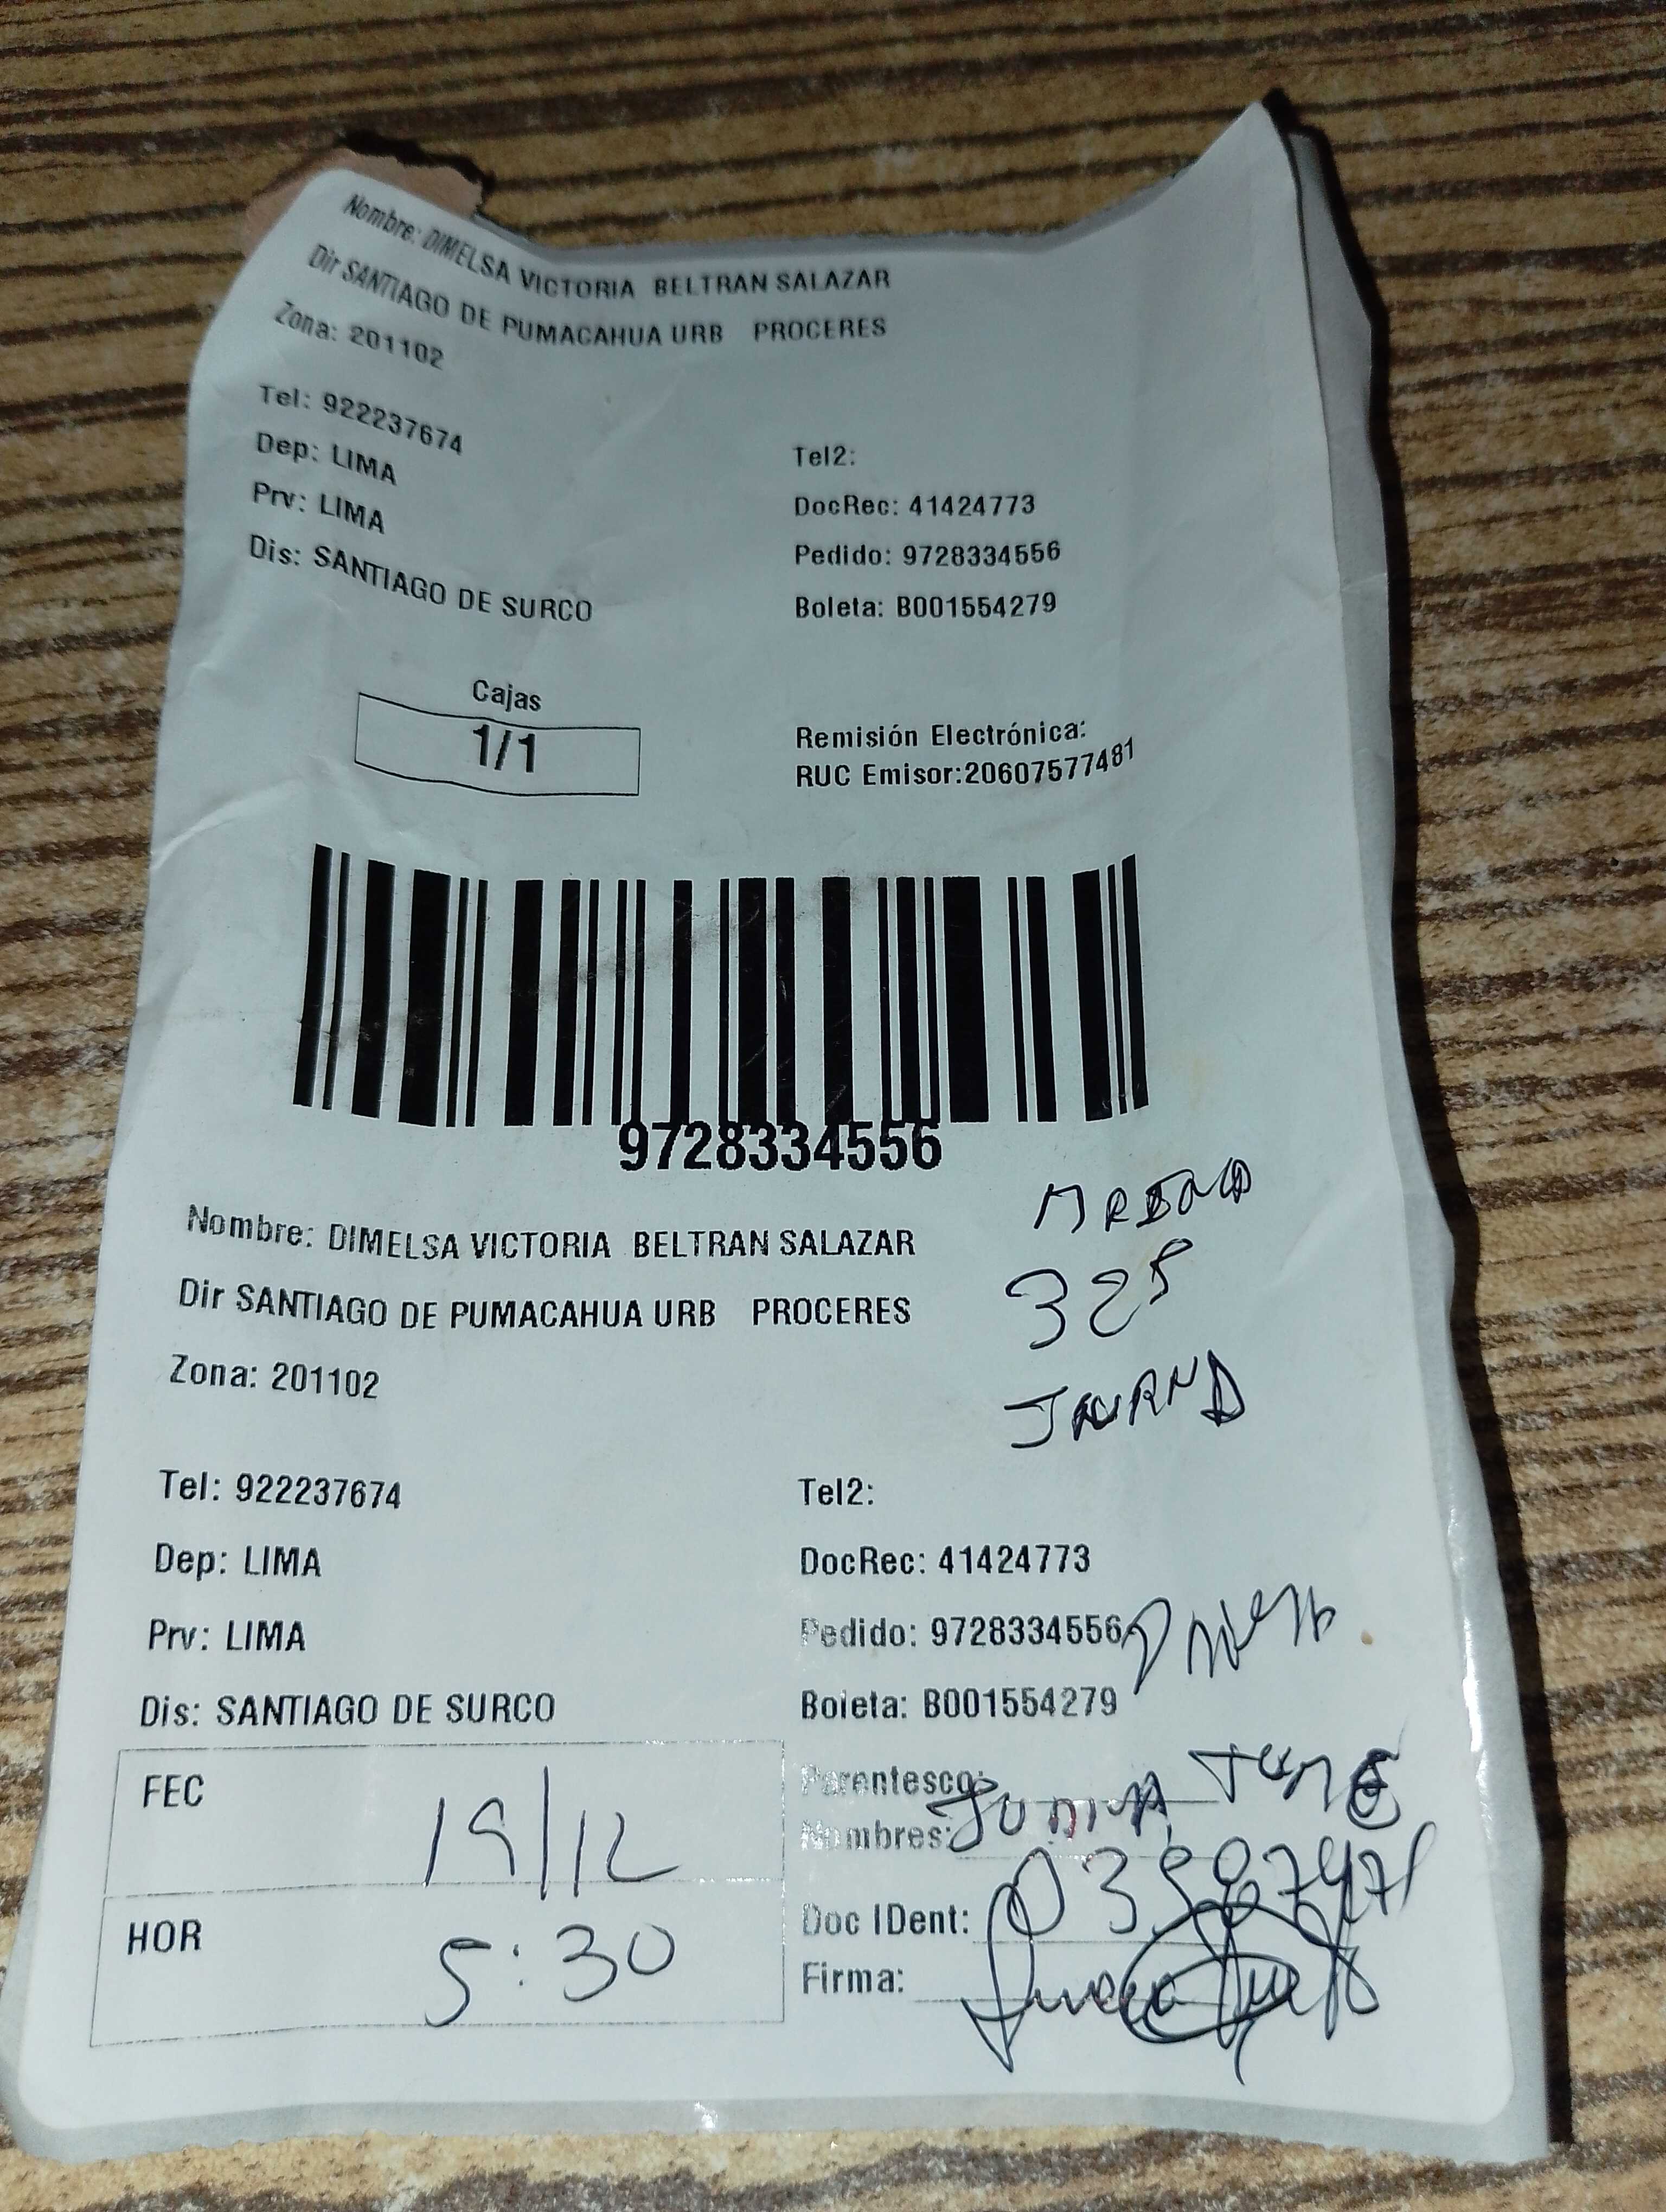 Nombre: DIMELSA VICTORIA BELTRAN SALAZAR
Dir SANTIAGO DE PUMACAHUA URB PROCERES
Zona: 201102
Tel: 922237674
Tel2:
Dep: LIMA
DocRec: 41424773
Prv: LIMA
Pedido: 9728334556
Dis: SANTIAGO DE SURCO
Boleta: B001554279
Cajas
1/1
Remisión Electrónica:
RUC Emisor:20607577481
9728334556
Nombre: DIMELSA VICTORIA BELTRAN SALAZAR
Dir SANTIAGO DE PUMACAHUA URB PROCERES
325
Zona: 201102
Tel: 922237674
Tel2:
Dep: LIMA
DocRec: 41424773
Prv: LIMA
Pedido: 9728334556
Dis: SANTIAGO DE SURCO
Boleta: B001554279
FEC 19/12
Parentesco:
Nombres:
HOR 5:30
Doc IDent:
Firma: